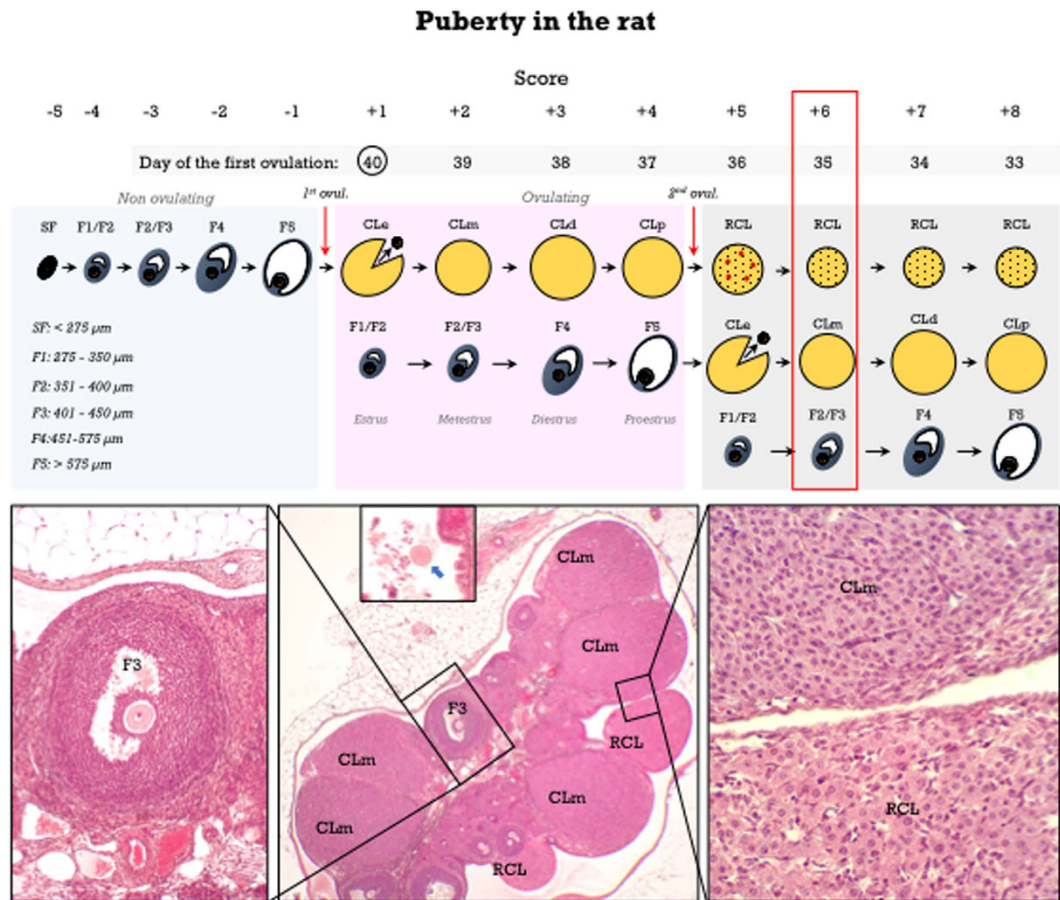 Puberty in the rat
Score
-5 -4 -3 -2 -1 +1 +2 +3 +4 +5 +6 +7 +8
Day of the first ovulation: 40 39 38 37 36 35 34 33
Non ovulating 1st ovul. Ovulating 2nd ovul.
SF F1/F2 F2/F3 F4 F5 CLe CLm CLd CLp RCL RCL RCL RCL
SF: < 275 µm
F1: 275 - 350 µm
F2: 351 - 400 µm
F3: 401 - 450 µm
F4:451-575 µm
F5: > 575 µm
F1/F2 F2/F3 F4 F5 CLe CLm CLd CLp
Estrus Metestrus Diestrus Proestrus
F1/F2 F2/F3 F4 F5
F3
CLm
CLm
F3
RCL
CLm
CLm
CLm
RCL
CLm
RCL